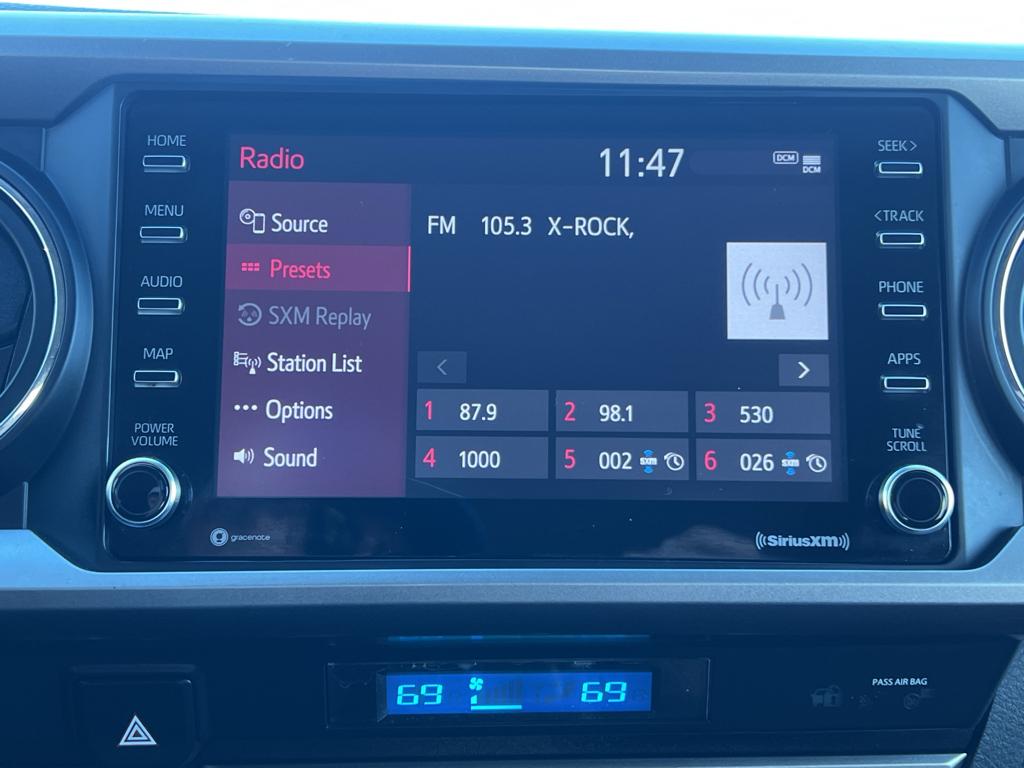 HOME
MENU
AUDIO
MAP
POWER
VOLUME
Radio
11:47
DCM
DCM
Source
Presets
SXM Replay
Station List
Options
Sound
FM 105.3 X-ROCK,
<
>
1 87.9
2 98.1
3 530
4 1000
5 002 SXM
6 026 SXM
SEEK >
< TRACK
PHONE
APPS
TUNE
SCROLL
gracenote
((SiriusXM))
69
69
PASS AIR BAG